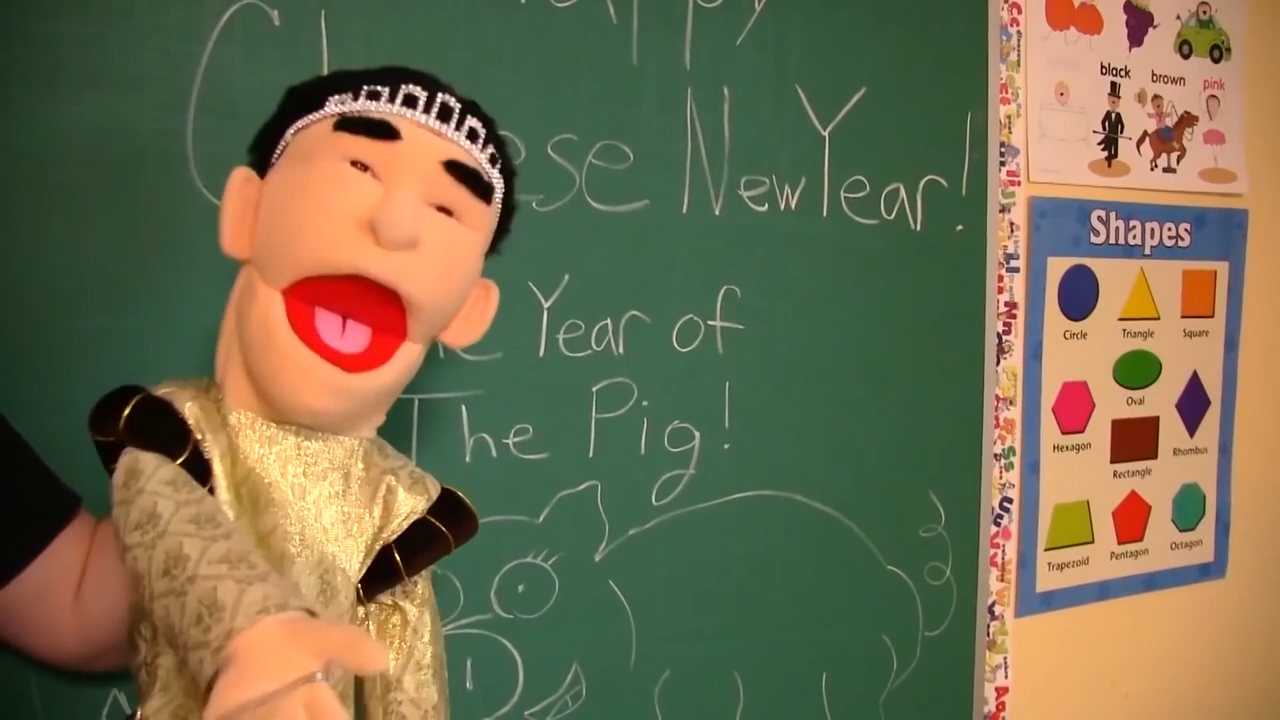 ese New Year!
Year of
The Pig!
black brown pink
Shapes
Circle Triangle Square
Oval
Hexagon Rhombus
Rectangle
Trapezoid Pentagon Octagon